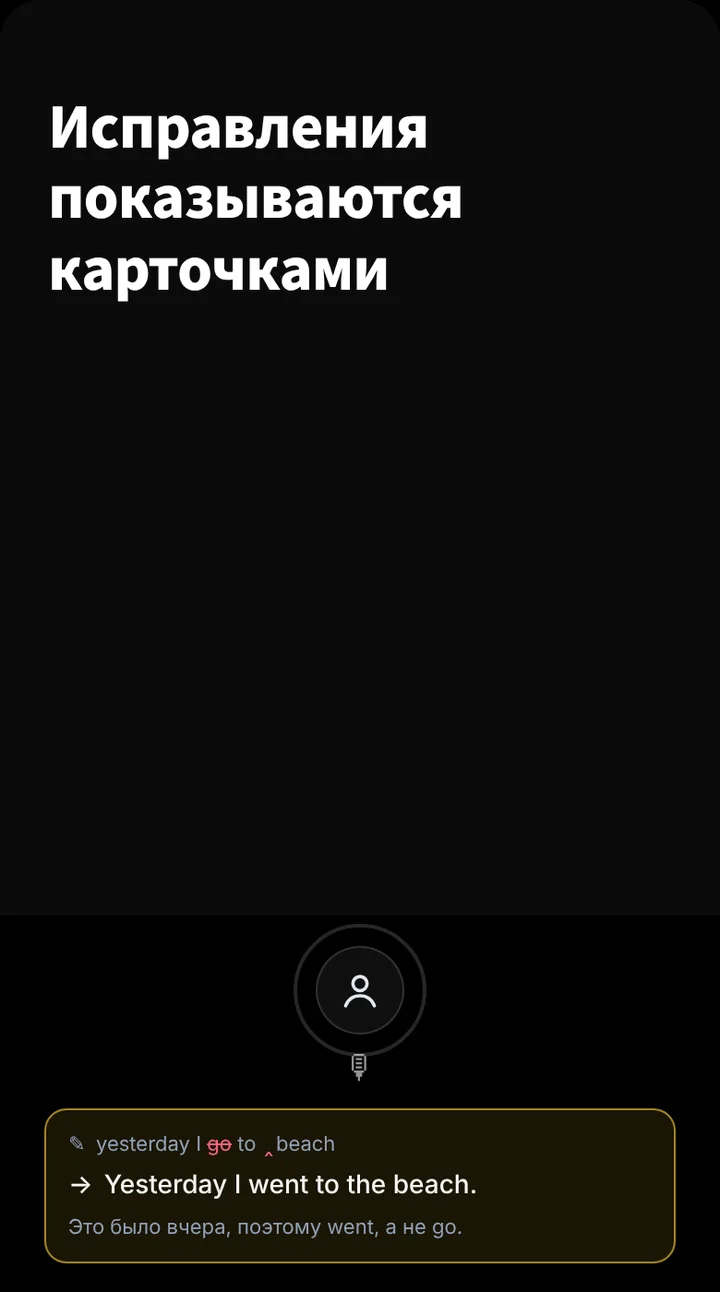 Исправления
показываются
карточками
✎ yesterday I go to ‸beach
→ Yesterday I went to the beach.
Это было вчера, поэтому went, а не go.